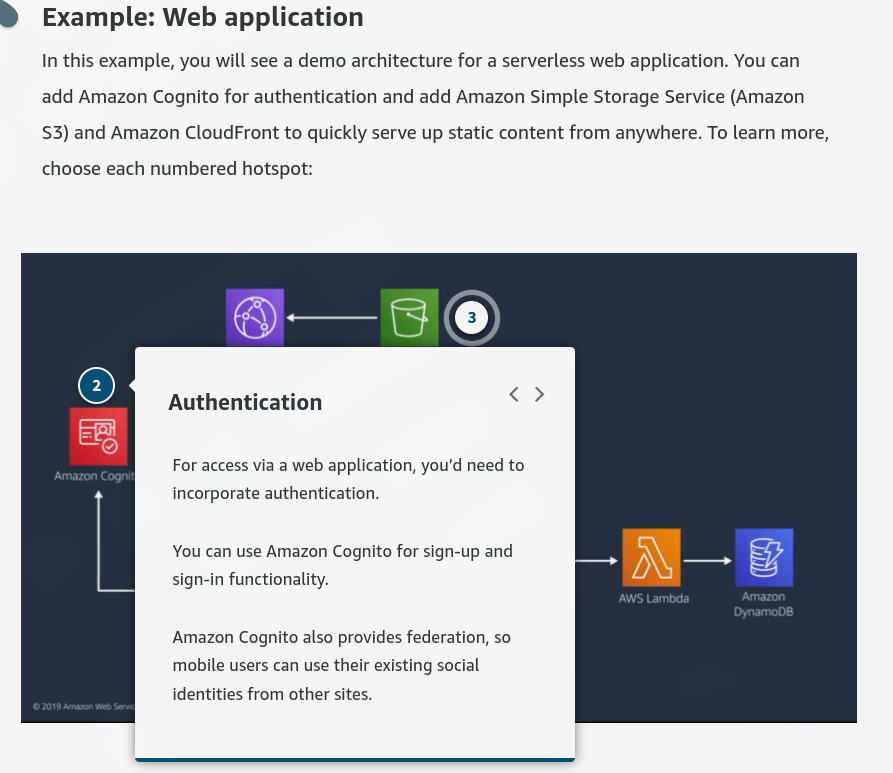 Example: Web application
In this example, you will see a demo architecture for a serverless web application. You can
add Amazon Cognito for authentication and add Amazon Simple Storage Service (Amazon
S3) and Amazon CloudFront to quickly serve up static content from anywhere. To learn more,
choose each numbered hotspot:
3
2
Authentication
For access via a web application, you’d need to
incorporate authentication.
You can use Amazon Cognito for sign-up and
sign-in functionality.
Amazon Cognito also provides federation, so
mobile users can use their existing social
identities from other sites.
Amazon Cognit
AWS Lambda
Amazon
DynamoDB
© 2019 Amazon Web Servic